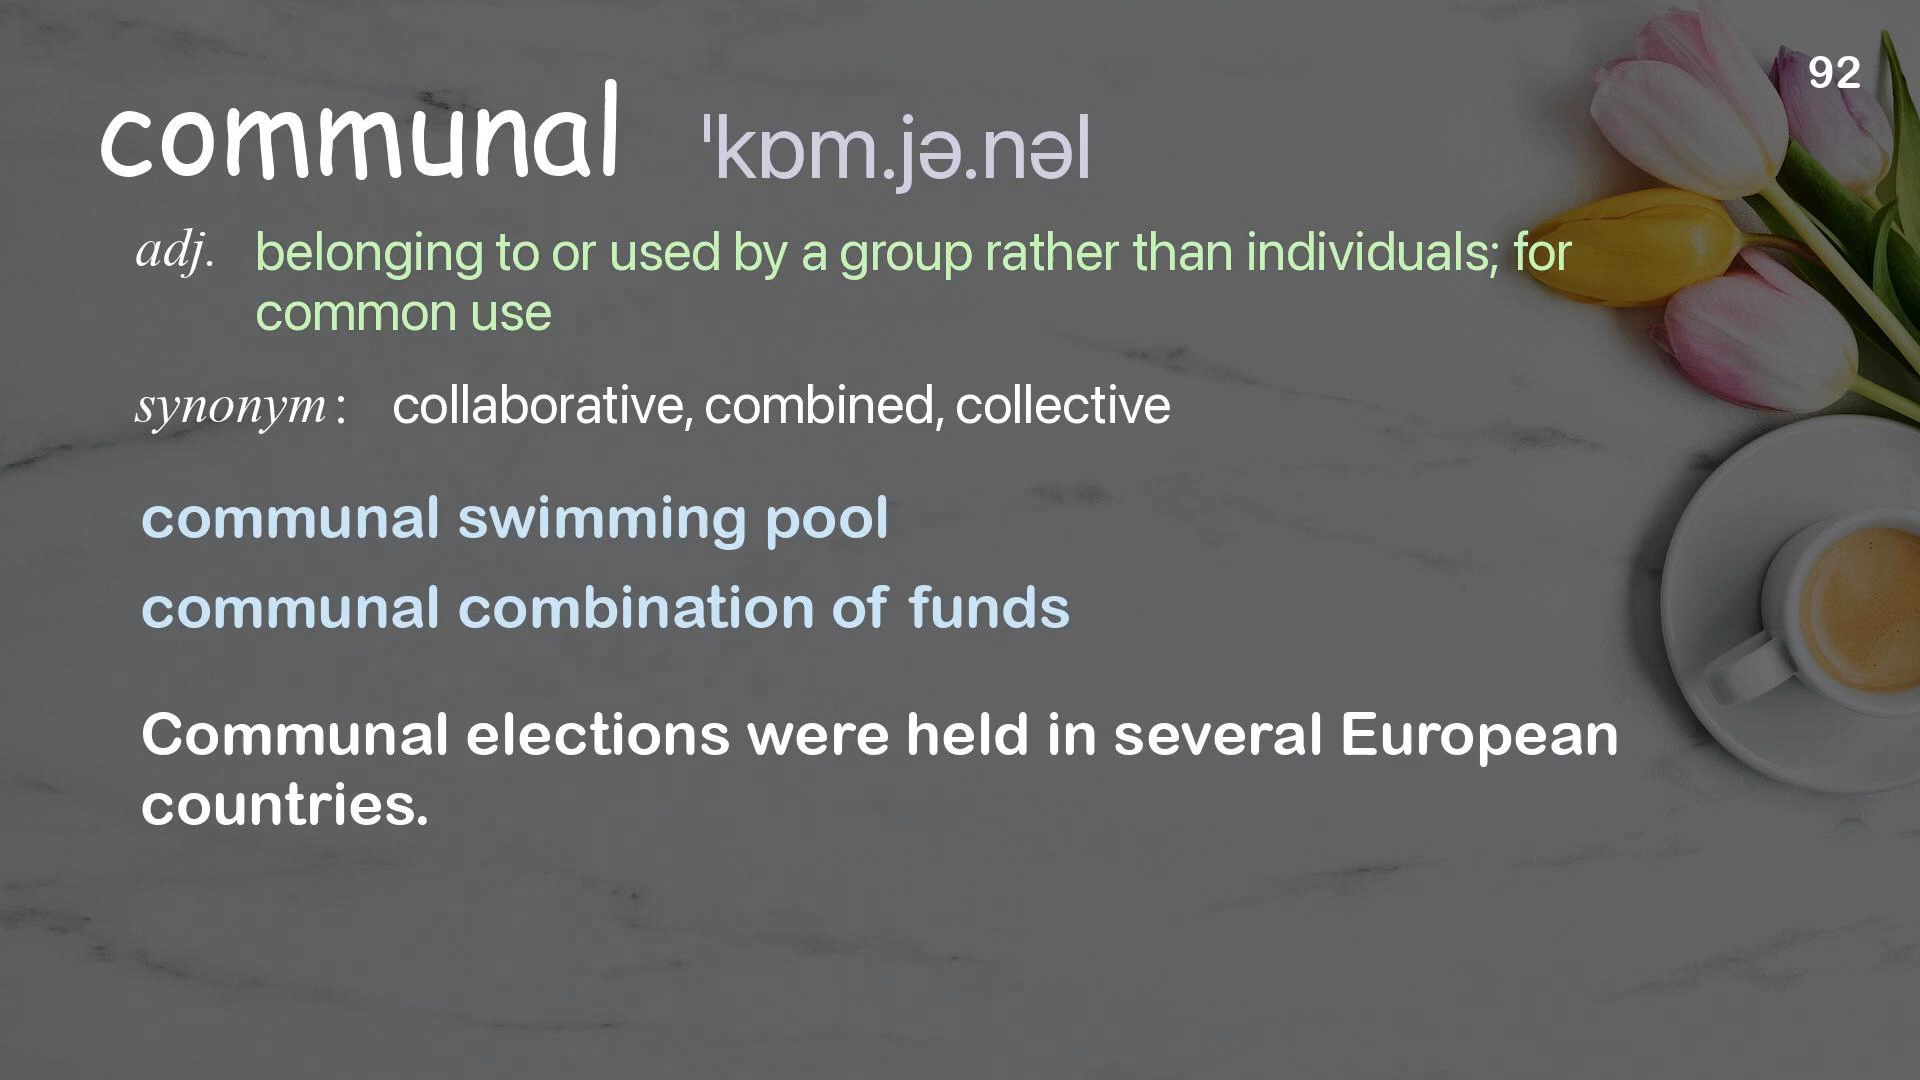 92
communal ˈkɒm.jə.nəl
adj. belonging to or used by a group rather than individuals; for
common use
synonym : collaborative, combined, collective
communal swimming pool
communal combination of funds
Communal elections were held in several European
countries.